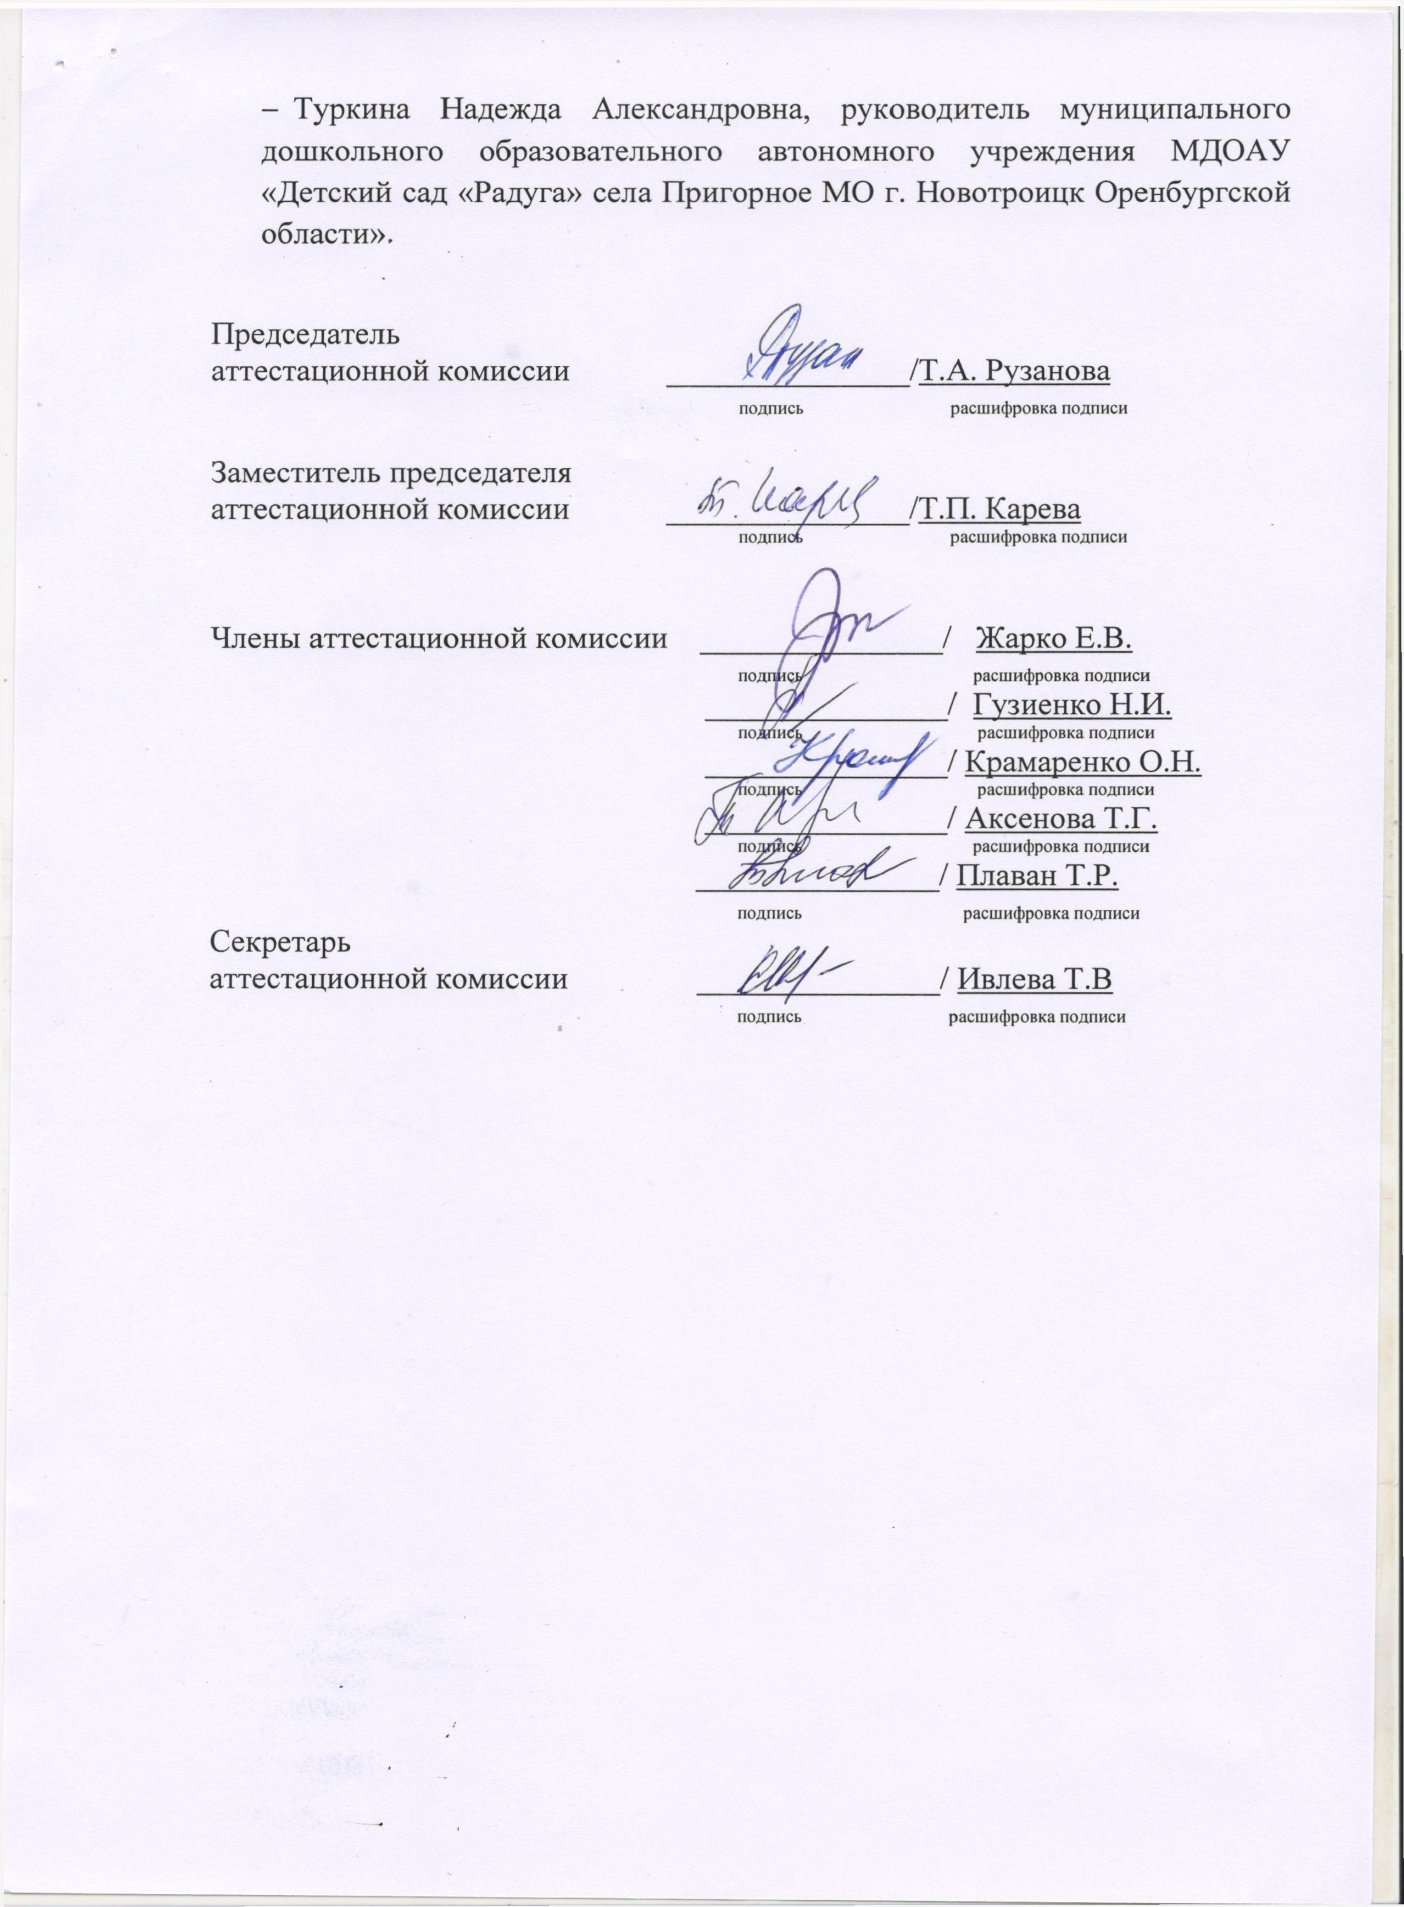 – Туркина Надежда Александровна, руководитель муниципального
дошкольного образовательного автономного учреждения МДОАУ
«Детский сад «Радуга» села Пригорное МО г. Новотроицк Оренбургской
области».
Председатель
аттестационной комиссии /Т.А. Рузанова
подпись расшифровка подписи
Заместитель председателя
аттестационной комиссии /Т.П. Карева
подпись расшифровка подписи
Члены аттестационной комиссии / Жарко Е.В.
подпись расшифровка подписи
/ Гузиенко Н.И.
подпись расшифровка подписи
/ Крамаренко О.Н.
подпись расшифровка подписи
/ Аксенова Т.Г.
подпись расшифровка подписи
/ Плаван Т.Р.
подпись расшифровка подписи
Секретарь
аттестационной комиссии / Ивлева Т.В
подпись расшифровка подписи